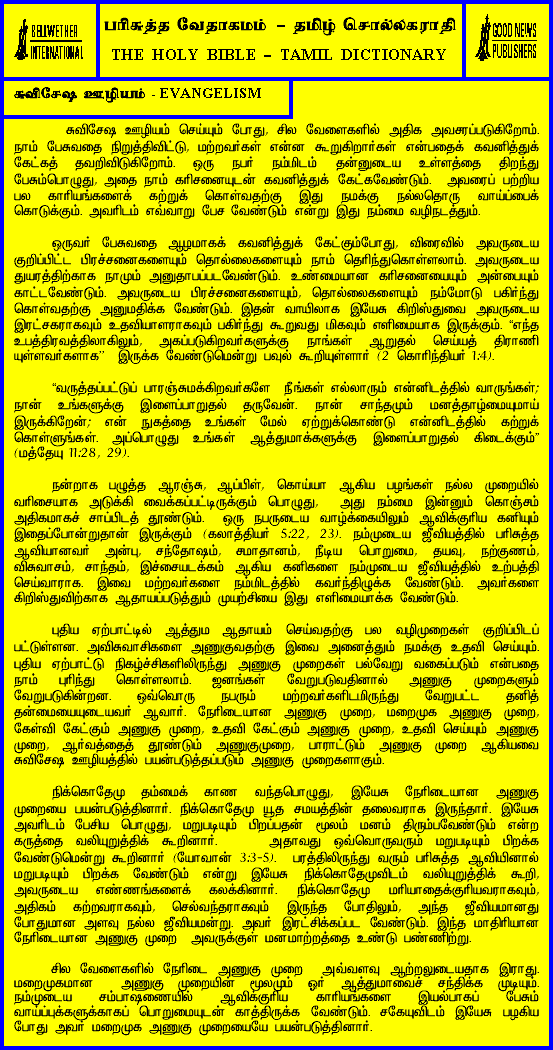 BELLWETHER
INTERNATIONAL
பரிசுத்த வேதாகமம் – தமிழ் சொல்லகராதி
THE HOLY BIBLE – TAMIL DICTIONARY
GOOD NEWS
PUBLISHERS
சுவிசேஷ ஊழியம் - EVANGELISM
சுவிசேஷ ஊழியம் செய்யும் போது, சில வேளைகளில் அதிக அவசரப்படுகிறோம்.
நாம் பேசுவதை நிறுத்திவிட்டு, மற்றவர்கள் என்ன கூறுகிறார்கள் என்பதைக் கவனித்துக்
கேட்கத் தவறிவிடுகிறோம். ஒரு நபர் நம்மிடம் தன்னுடைய உள்ளத்தை திறந்து
பேசும்பொழுது, அதை நாம் கரிசனையுடன் கவனித்துக் கேட்கவேண்டும். அவரைப் பற்றிய
பல காரியங்களைக் கற்றுக் கொள்வதற்கு இது நமக்கு நல்லதொரு வாய்ப்பைக்
கொடுக்கும். அவரிடம் எவ்வாறு பேச வேண்டும் என்று இது நம்மை வழிநடத்தும்.
ஒருவர் பேசுவதை ஆழமாகக் கவனித்துக் கேட்கும்போது, விரைவில் அவருடைய
குறிப்பிட்ட பிரச்சனைகளையும் தொல்லைகளையும் நாம் தெரிந்துகொள்ளலாம். அவருடைய
துயரத்திற்காக நாமும் அனுதாபப்படவேண்டும். உண்மையான கரிசனையையும் அன்பையும்
காட்டவேண்டும். அவருடைய பிரச்சனைகளையும், தொல்லைகளையும் நம்மோடு பகிர்ந்து
கொள்வதற்கு அனுமதிக்க வேண்டும். இதன் வாயிலாக இயேசு கிறிஸ்துவை அவருடைய
இரட்சகராகவும் உதவியாளராகவும் பகிர்ந்து கூறுவது மிகவும் எளிமையாக இருக்கும். “எந்த
உபத்திரவத்திலாகிலும், அகப்படுகிறவர்களுக்கு நாங்கள் ஆறுதல் செய்யத் திராணி
யுள்ளவர்களாக” இருக்க வேண்டுமென்று பவுல் கூறியுள்ளார் (2 கொரிந்தியர் 1:4).
“வருத்தப்பட்டுப் பாரஞ்சுமக்கிறவர்களே நீங்கள் எல்லாரும் என்னிடத்தில் வாருங்கள்;
நான் உங்களுக்கு இளைப்பாறுதல் தருவேன். நான் சாந்தமும் மனத்தாழ்மையுமாய்
இருக்கிறேன்; என் நுகத்தை உங்கள் மேல் ஏற்றுக்கொண்டு என்னிடத்தில் கற்றுக்
கொள்ளுங்கள். அப்பொழுது உங்கள் ஆத்துமாக்களுக்கு இளைப்பாறுதல் கிடைக்கும்”
(மத்தேயு 11:28, 29).
நன்றாக பழுத்த ஆரஞ்சு, ஆப்பிள், கொய்யா ஆகிய பழங்கள் நல்ல முறையில்
வரிசையாக அடுக்கி வைக்கப்பட்டிருக்கும் பொழுது, அது நம்மை இன்னும் கொஞ்சம்
அதிகமாகச் சாப்பிடத் தூண்டும். ஒரு நபருடைய வாழ்க்கையிலும் ஆவிக்குரிய கனியும்
இதைப்போன்றுதான் இருக்கும் (கலாத்தியர் 5:22, 23). நம்முடைய ஜீவியத்தில் பரிசுத்த
ஆவியானவர் அன்பு, சந்தோஷம், சமாதானம், நீடிய பொறுமை, தயவு, நற்குணம்,
விசுவாசம், சாந்தம், இச்சையடக்கம் ஆகிய கனிகளை நம்முடைய ஜீவியத்தில் உற்பத்தி
செய்வாராக. இவை மற்றவர்களை நம்மிடத்தில் கவர்ந்திழுக்க வேண்டும். அவர்களை
கிறிஸ்துவிற்காக ஆதாயப்படுத்தும் முயற்சியை இது எளிமையாக்க வேண்டும்.
புதிய ஏற்பாட்டில் ஆத்தும ஆதாயம் செய்வதற்கு பல வழிமுறைகள் குறிப்பிடப்
பட்டுள்ளன. அவிசுவாசிகளை அணுகுவதற்கு இவை அனைத்தும் நமக்கு உதவி செய்யும்.
புதிய ஏற்பாட்டு நிகழ்ச்சிகளிலிருந்து அணுகு முறைகள் பல்வேறு வகைப்படும் என்பதை
நாம் புரிந்து கொள்ளலாம். ஜனங்கள் வேறுபடுவதினால் அணுகு முறைகளும்
வேறுபடுகின்றன. ஒவ்வொரு நபரும் மற்றவர்களிடமிருந்து வேறுபட்ட தனித்
தன்மையையுடையவர் ஆவார். நேரிடையான அணுகு முறை, மறைமுக அணுகு முறை,
கேள்வி கேட்கும் அணுகு முறை, உதவி கேட்கும் அணுகு முறை, உதவி செய்யும் அணுகு
முறை, ஆர்வத்தைத் தூண்டும் அணுகுமுறை, பாராட்டும் அணுகு முறை ஆகியவை
சுவிசேஷ ஊழியத்தில் பயன்படுத்தப்படும் அணுகு முறைகளாகும்.
நிக்கொதேமு தம்மைக் காண வந்தபொழுது, இயேசு நேரிடையான அணுகு
முறையை பயன்படுத்தினார். நிக்கொதேமு யூத சமயத்தின் தலைவராக இருந்தார். இயேசு
அவரிடம் பேசிய பொழுது, மறுபடியும் பிறப்பதன் மூலம் மனம் திரும்பவேண்டும் என்ற
கருத்தை வலியுறுத்திக் கூறினார். அதாவது ஒவ்வொருவரும் மறுபடியும் பிறக்க
வேண்டுமென்று கூறினார் (யோவான் 3:3-5). பரத்திலிருந்து வரும் பரிசுத்த ஆவியினால்
மறுபடியும் பிறக்க வேண்டும் என்று இயேசு நிக்கொதேமுவிடம் வலியுறுத்திக் கூறி,
அவருடைய எண்ணங்களைக் கலக்கினார். நிக்கொதேமு மரியாதைக்குரியவராகவும்,
அதிகம் கற்றவராகவும், செல்வந்தராகவும் இருந்த போதிலும், அந்த ஜீவியமானது
போதுமான அளவு நல்ல ஜீவியமன்று. அவர் இரட்சிக்கப்பட வேண்டும். இந்த மாதிரியான
நேரிடையான அணுகு முறை அவருக்குள் மனமாற்றத்தை உண்டு பண்ணிற்று.
சில வேளைகளில் நேரிடை அணுகு முறை அவ்வளவு ஆற்றலுடையதாக இராது.
மறைமுகமான அணுகு முறையின் மூலமும் ஓர் ஆத்துமாவைச் சந்திக்க முடியும்.
நம்முடைய சம்பாஷணையில் ஆவிக்குரிய காரியங்களை இயல்பாகப் பேசும்
வாய்ப்புக்களுக்காகப் பொறுமையுடன் காத்திருக்க வேண்டும். சகேயுவிடம் இயேசு பழகிய
போது அவர் மறைமுக அணுகு முறையையே பயன்படுத்தினார்.